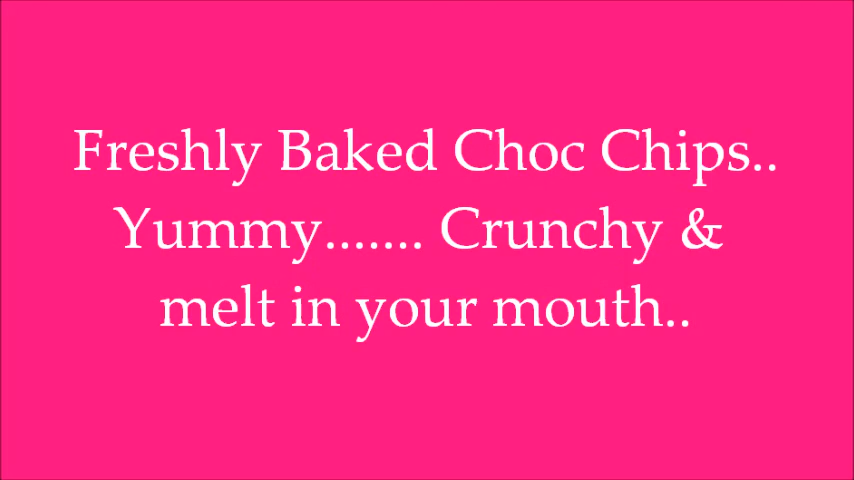 Freshly Baked Choc Chips..
Yummy....... Crunchy &
melt in your mouth..